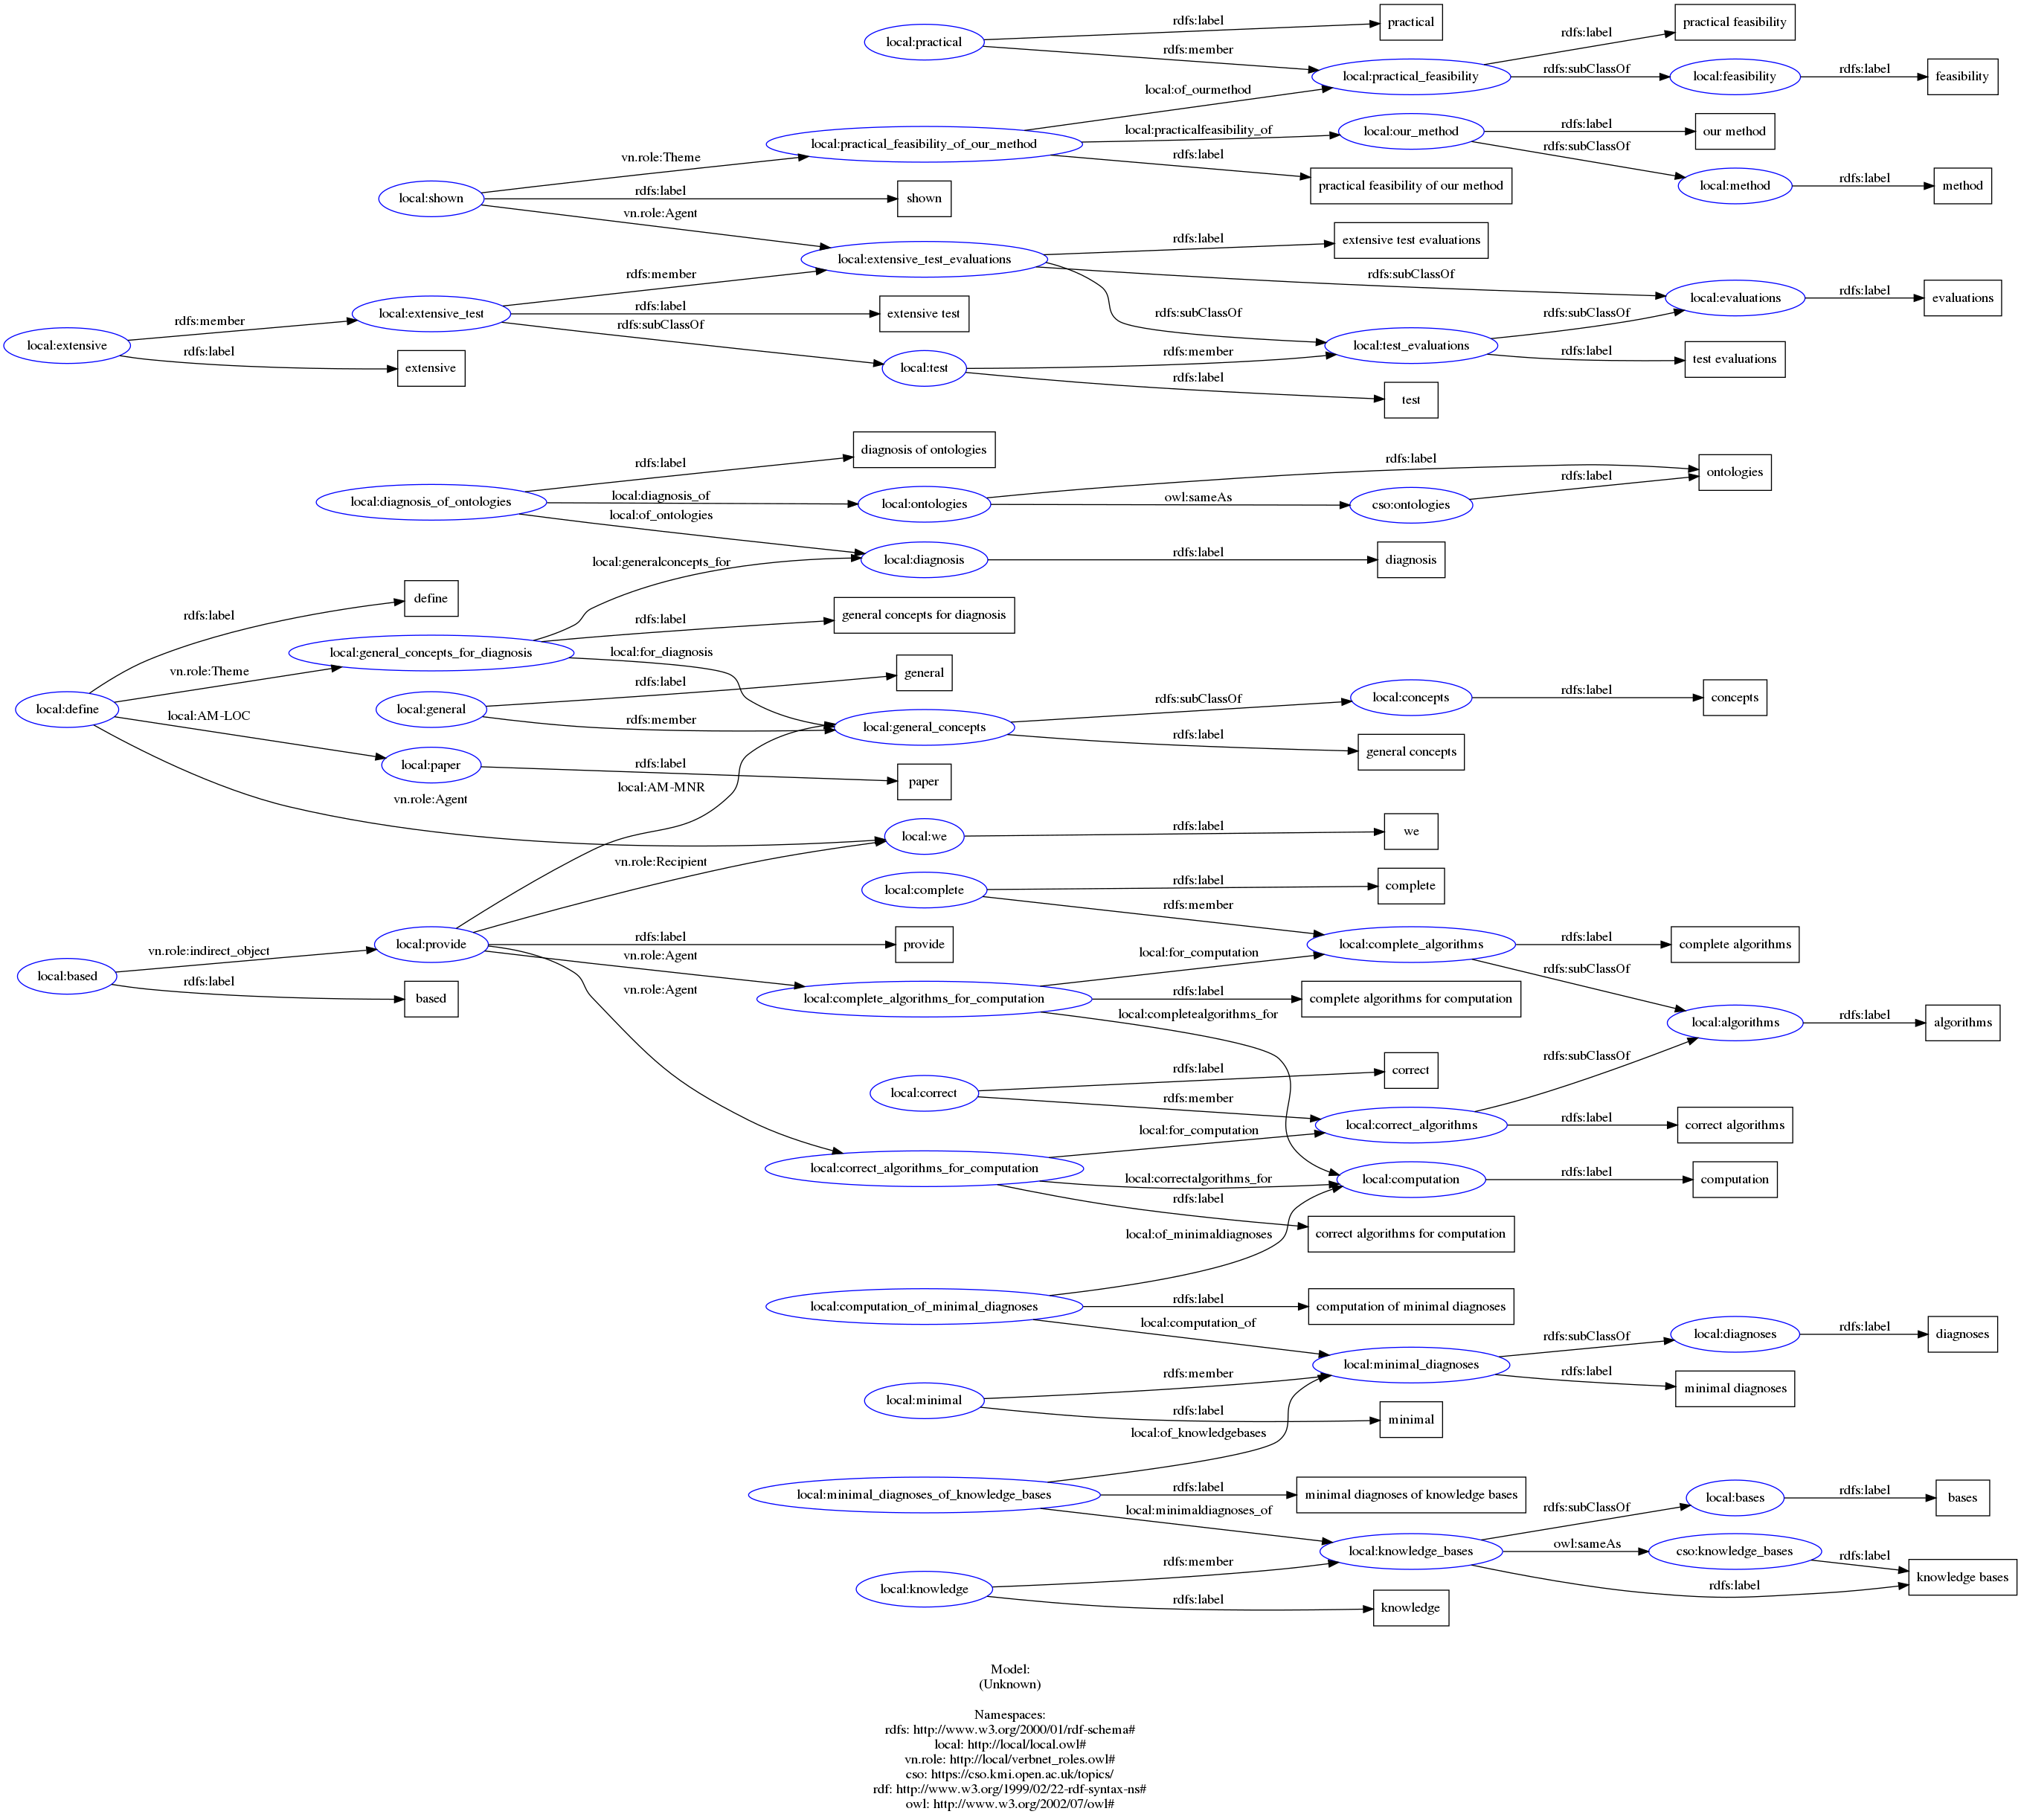 rdfs:label
practical
local:practical
rdfs:member
rdfs:label
practical feasibility
local:practical_feasibility
rdfs:subClassOf
local:feasibility
rdfs:label
feasibility
local:of_ourmethod
local:practical_feasibility_of_our_method
local:practicalfeasibility_of
local:our_method
rdfs:label
our method
rdfs:subClassOf
local:method
rdfs:label
method
rdfs:label
practical feasibility of our method
vn.role:Theme
local:shown
rdfs:label
shown
vn.role:Agent
local:extensive_test_evaluations
rdfs:label
extensive test evaluations
rdfs:subClassOf
local:evaluations
rdfs:label
evaluations
rdfs:member
local:extensive_test
rdfs:label
extensive test
rdfs:subClassOf
rdfs:subClassOf
local:test_evaluations
rdfs:subClassOf
rdfs:label
test evaluations
local:extensive
rdfs:member
rdfs:label
extensive
local:test
rdfs:member
rdfs:label
test
local:diagnosis_of_ontologies
rdfs:label
diagnosis of ontologies
local:diagnosis_of
local:ontologies
rdfs:label
ontologies
owl:sameAs
cso:ontologies
rdfs:label
local:of_ontologies
local:diagnosis
rdfs:label
diagnosis
local:generalconcepts_for
rdfs:label
define
local:general_concepts_for_diagnosis
rdfs:label
general concepts for diagnosis
local:for_diagnosis
vn.role:Theme
local:define
local:AM-LOC
local:general
rdfs:label
general
rdfs:member
local:general_concepts
rdfs:subClassOf
local:concepts
rdfs:label
concepts
rdfs:label
general concepts
local:paper
rdfs:label
paper
local:AM-MNR
vn.role:Agent
local:we
rdfs:label
we
vn.role:Recipient
local:complete
rdfs:label
complete
rdfs:member
local:complete_algorithms
rdfs:label
complete algorithms
rdfs:subClassOf
local:based
vn.role:indirect_object
rdfs:label
based
local:provide
rdfs:label
provide
vn.role:Agent
vn.role:Agent
local:complete_algorithms_for_computation
local:for_computation
rdfs:label
complete algorithms for computation
local:completealgorithms_for
local:algorithms
rdfs:label
algorithms
local:correct
rdfs:label
correct
rdfs:member
local:correct_algorithms
rdfs:subClassOf
rdfs:label
correct algorithms
local:correct_algorithms_for_computation
local:for_computation
local:correctalgorithms_for
local:computation
rdfs:label
computation
rdfs:label
correct algorithms for computation
local:of_minimaldiagnoses
local:computation_of_minimal_diagnoses
rdfs:label
computation of minimal diagnoses
local:computation_of
local:minimal_diagnoses
rdfs:subClassOf
local:diagnoses
rdfs:label
diagnoses
rdfs:label
minimal diagnoses
local:minimal
rdfs:member
rdfs:label
minimal
local:of_knowledgebases
local:minimal_diagnoses_of_knowledge_bases
rdfs:label
minimal diagnoses of knowledge bases
local:minimaldiagnoses_of
local:knowledge_bases
rdfs:subClassOf
local:bases
rdfs:label
bases
owl:sameAs
cso:knowledge_bases
rdfs:label
knowledge bases
rdfs:label
local:knowledge
rdfs:member
rdfs:label
knowledge
Model:
(Unknown)
Namespaces:
rdfs: http://www.w3.org/2000/01/rdf-schema#
local: http://local/local.owl#
vn.role: http://local/verbnet_roles.owl#
cso: https://cso.kmi.open.ac.uk/topics/
rdf: http://www.w3.org/1999/02/22-rdf-syntax-ns#
owl: http://www.w3.org/2002/07/owl#